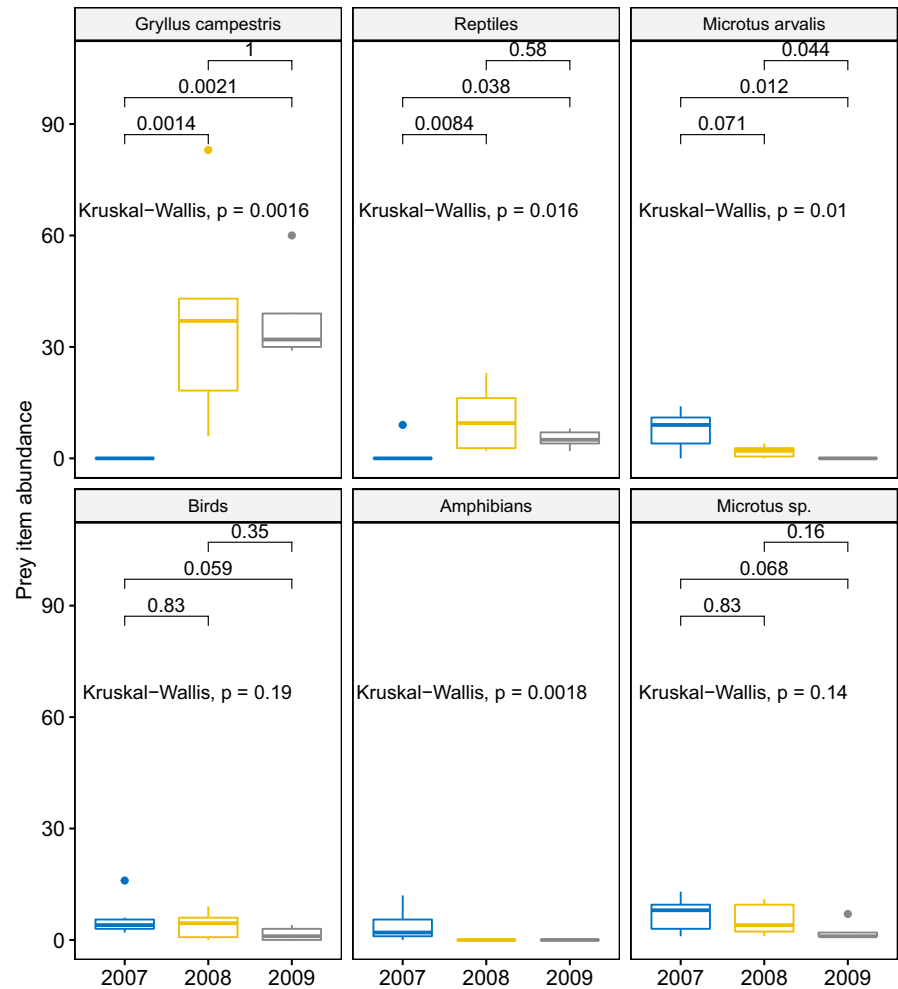 Gryllus campestris
Reptiles
Microtus arvalis
1
0.58
0.044
0.0021
0.038
0.012
0.0014
0.0084
0.071
90
Kruskal−Wallis, p = 0.0016
Kruskal−Wallis, p = 0.016
Kruskal−Wallis, p = 0.01
60
30
0
Prey item abundance
Birds
Amphibians
Microtus sp.
0.35
0.16
0.059
0.068
0.83
0.83
90
Kruskal−Wallis, p = 0.19
Kruskal−Wallis, p = 0.0018
Kruskal−Wallis, p = 0.14
60
30
0
2007 2008 2009
2007 2008 2009
2007 2008 2009